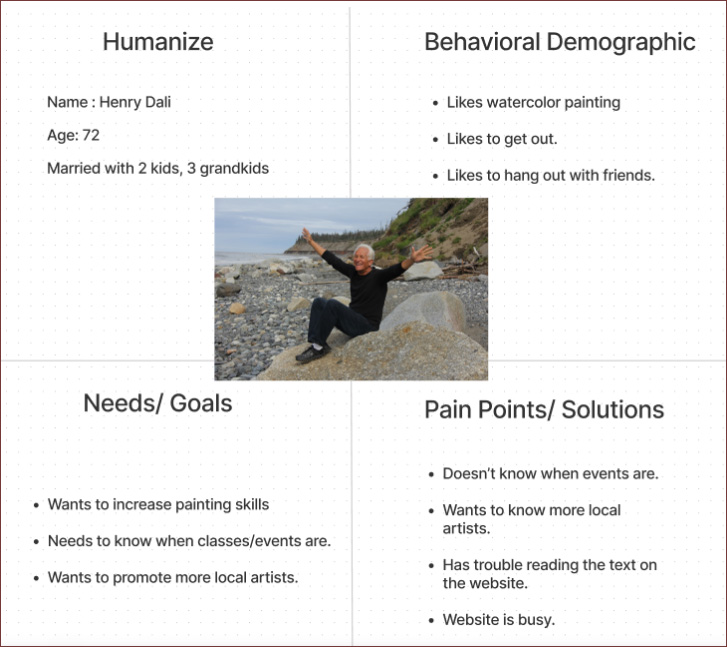 Humanize
Name : Henry Dali
Age: 72
Married with 2 kids, 3 grandkids
Behavioral Demographic
• Likes watercolor painting
• Likes to get out.
• Likes to hang out with friends.
Needs/ Goals
• Wants to increase painting skills
• Needs to know when classes/events are.
• Wants to promote more local artists.
Pain Points/ Solutions
• Doesn’t know when events are.
• Wants to know more local
artists.
• Has trouble reading the text on
the website.
• Website is busy.